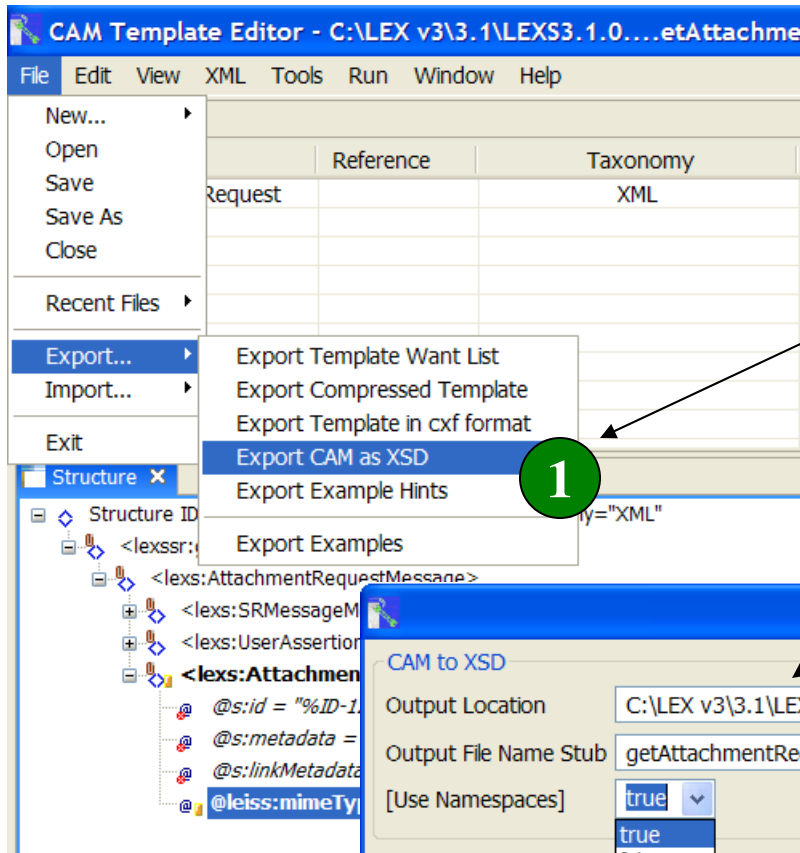 CAM Template Editor - C:\LEX v3\3.1\LEXS3.1.0....etAttachme
File Edit View XML Tools Run Window Help
New...
Open
Save
Save As
Close
Recent Files
Export...
Import...
Exit
Reference Taxonomy
Request XML
Export Template Want List
Export Compressed Template
Export Template in cxf format
Export CAM as XSD
Export Example Hints
Export Examples
1
Structure
Structure ID y="XML"
<lexssr:
<lexs:AttachmentRequestMessage>
<lexs:SRMessageM
<lexs:UserAssertion
<lexs:Attachmen
@s:id = "%ID-1
@s:metadata =
@s:linkMetadata
@leiss:mimeTy
CAM to XSD
Output Location C:\LEX v3\3.1\LEX
Output File Name Stub getAttachmentRe
[Use Namespaces] true
true